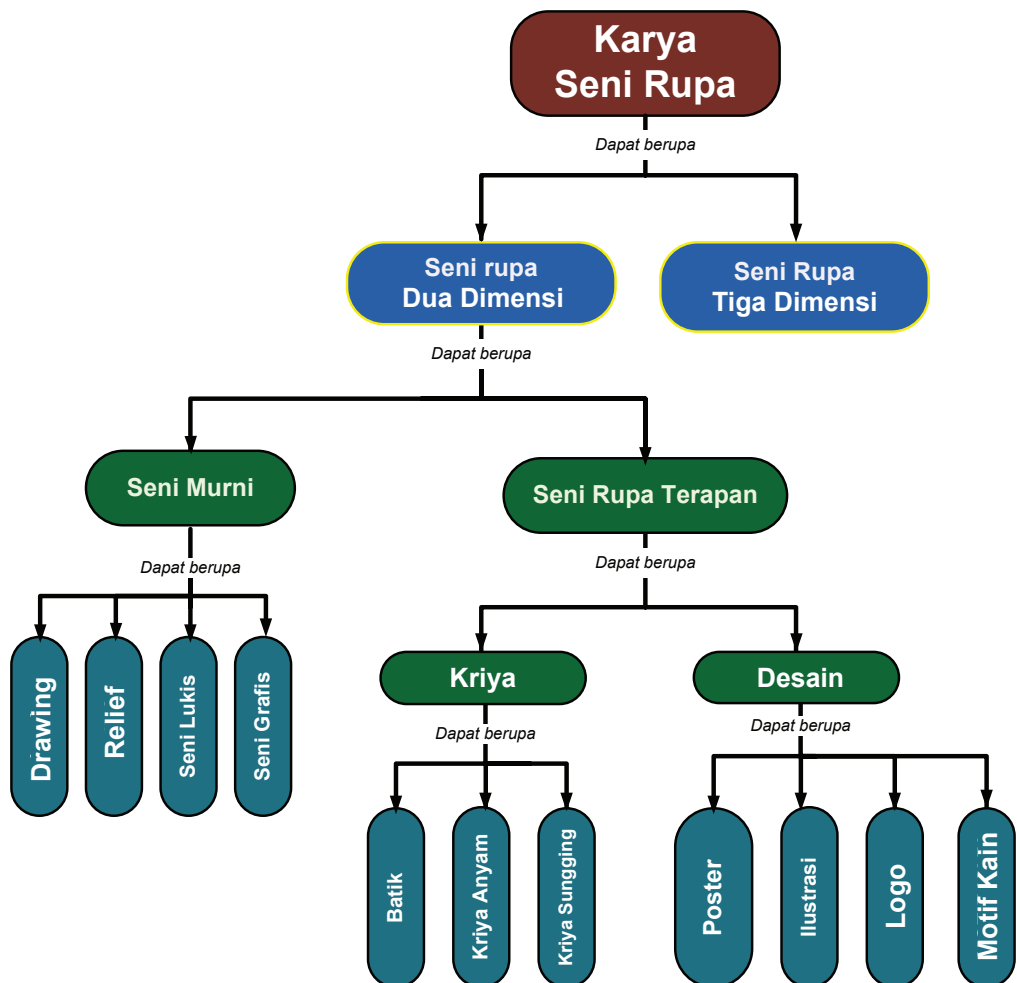 Karya
Seni Rupa
Dapat berupa
Seni rupa
Dua Dimensi
Seni Rupa
Tiga Dimensi
Dapat berupa
Seni Murni
Seni Rupa Terapan
Dapat berupa
Dapat berupa
Drawing
Relief
Seni Lukis
Seni Grafis
Kriya
Desain
Dapat berupa
Dapat berupa
Batik
Kriya Anyam
Kriya Sungging
Poster
Ilustrasi
Logo
Motif Kain